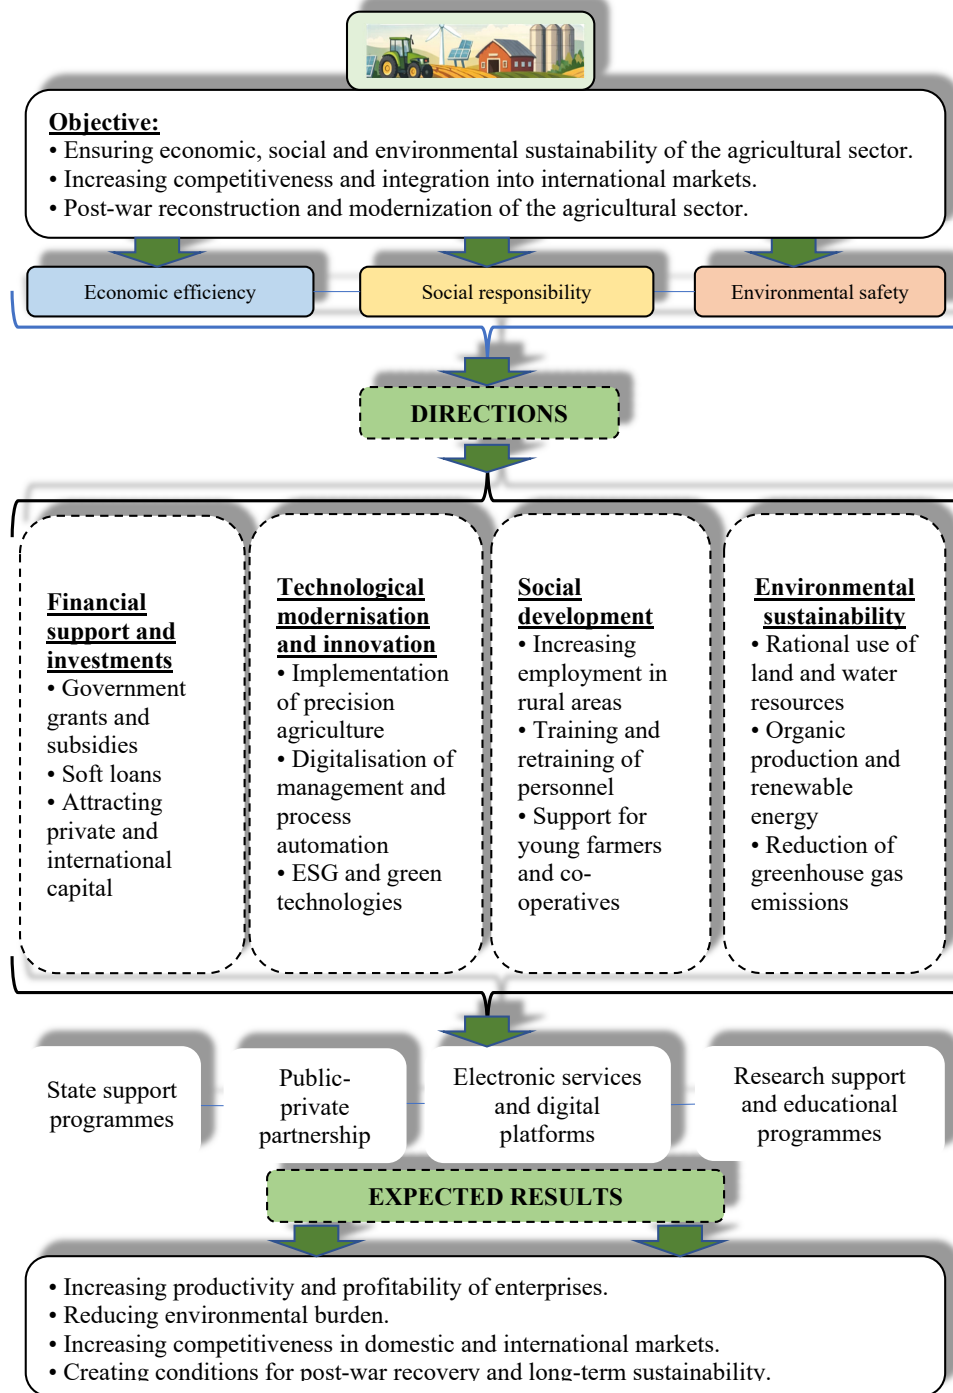 Objective:
• Ensuring economic, social and environmental sustainability of the agricultural sector.
• Increasing competitiveness and integration into international markets.
• Post-war reconstruction and modernization of the agricultural sector.
Economic efficiency
Social responsibility
Environmental safety
DIRECTIONS
Financial
support and
investments
• Government
grants and
subsidies
• Soft loans
• Attracting
private and
international
capital
Technological
modernisation
and innovation
• Implementation
of precision
agriculture
• Digitalisation of
management and
process
automation
• ESG and green
technologies
Social
development
• Increasing
employment in
rural areas
• Training and
retraining of
personnel
• Support for
young farmers
and co-
operatives
Environmental
sustainability
• Rational use of
land and water
resources
• Organic
production and
renewable
energy
• Reduction of
greenhouse gas
emissions
State support
programmes
Public-
private
partnership
Electronic services
and digital
platforms
Research support
and educational
programmes
EXPECTED RESULTS
• Increasing productivity and profitability of enterprises.
• Reducing environmental burden.
• Increasing competitiveness in domestic and international markets.
• Creating conditions for post-war recovery and long-term sustainability.